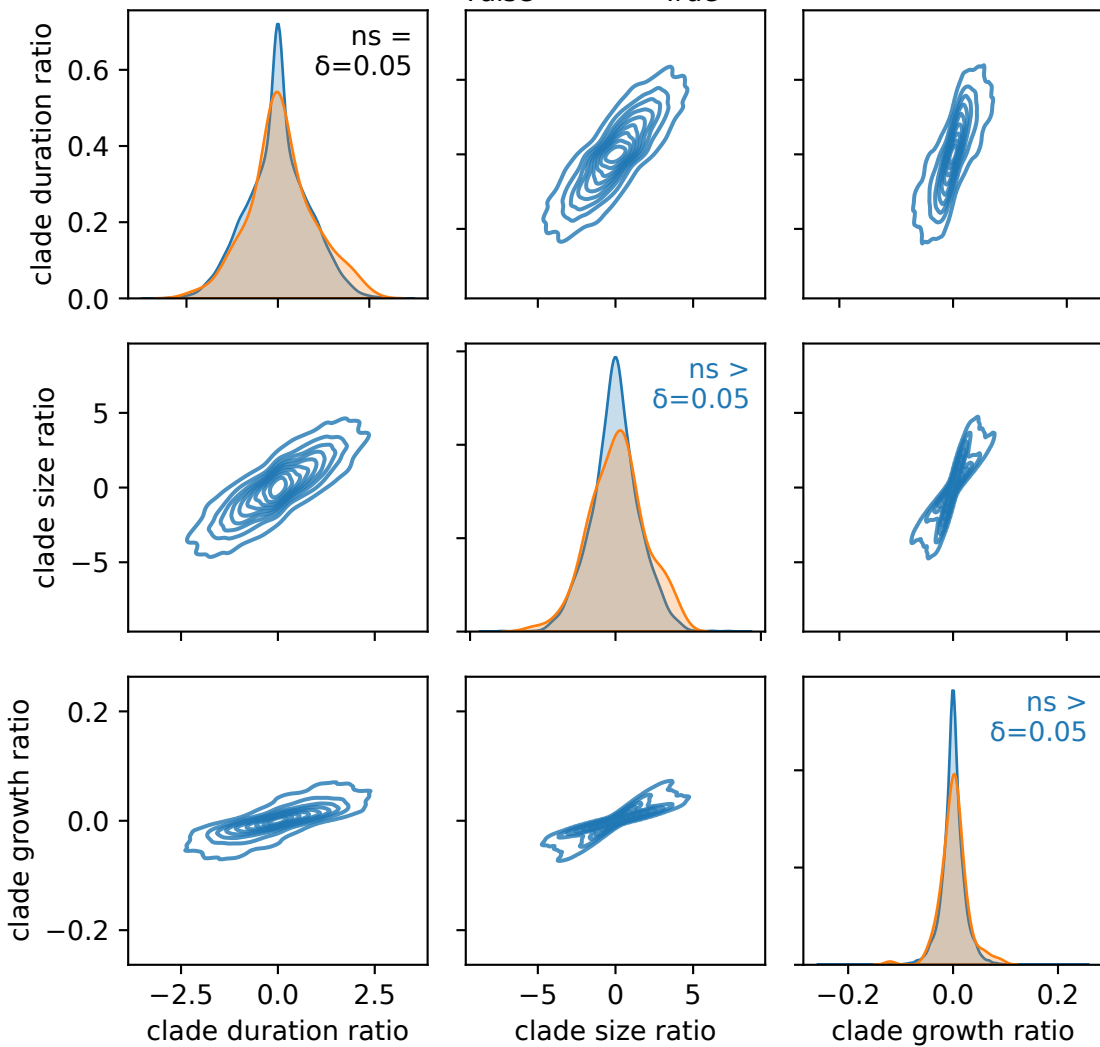 clade duration ratio
0.6
0.4
0.2
0.0
ns =
δ=0.05
clade size ratio
5
0
−5
ns >
δ=0.05
clade growth ratio
0.2
0.0
−0.2
ns >
δ=0.05
−2.5 0.0 2.5
−5 0 5
−0.2 0.0 0.2
clade duration ratio
clade size ratio
clade growth ratio